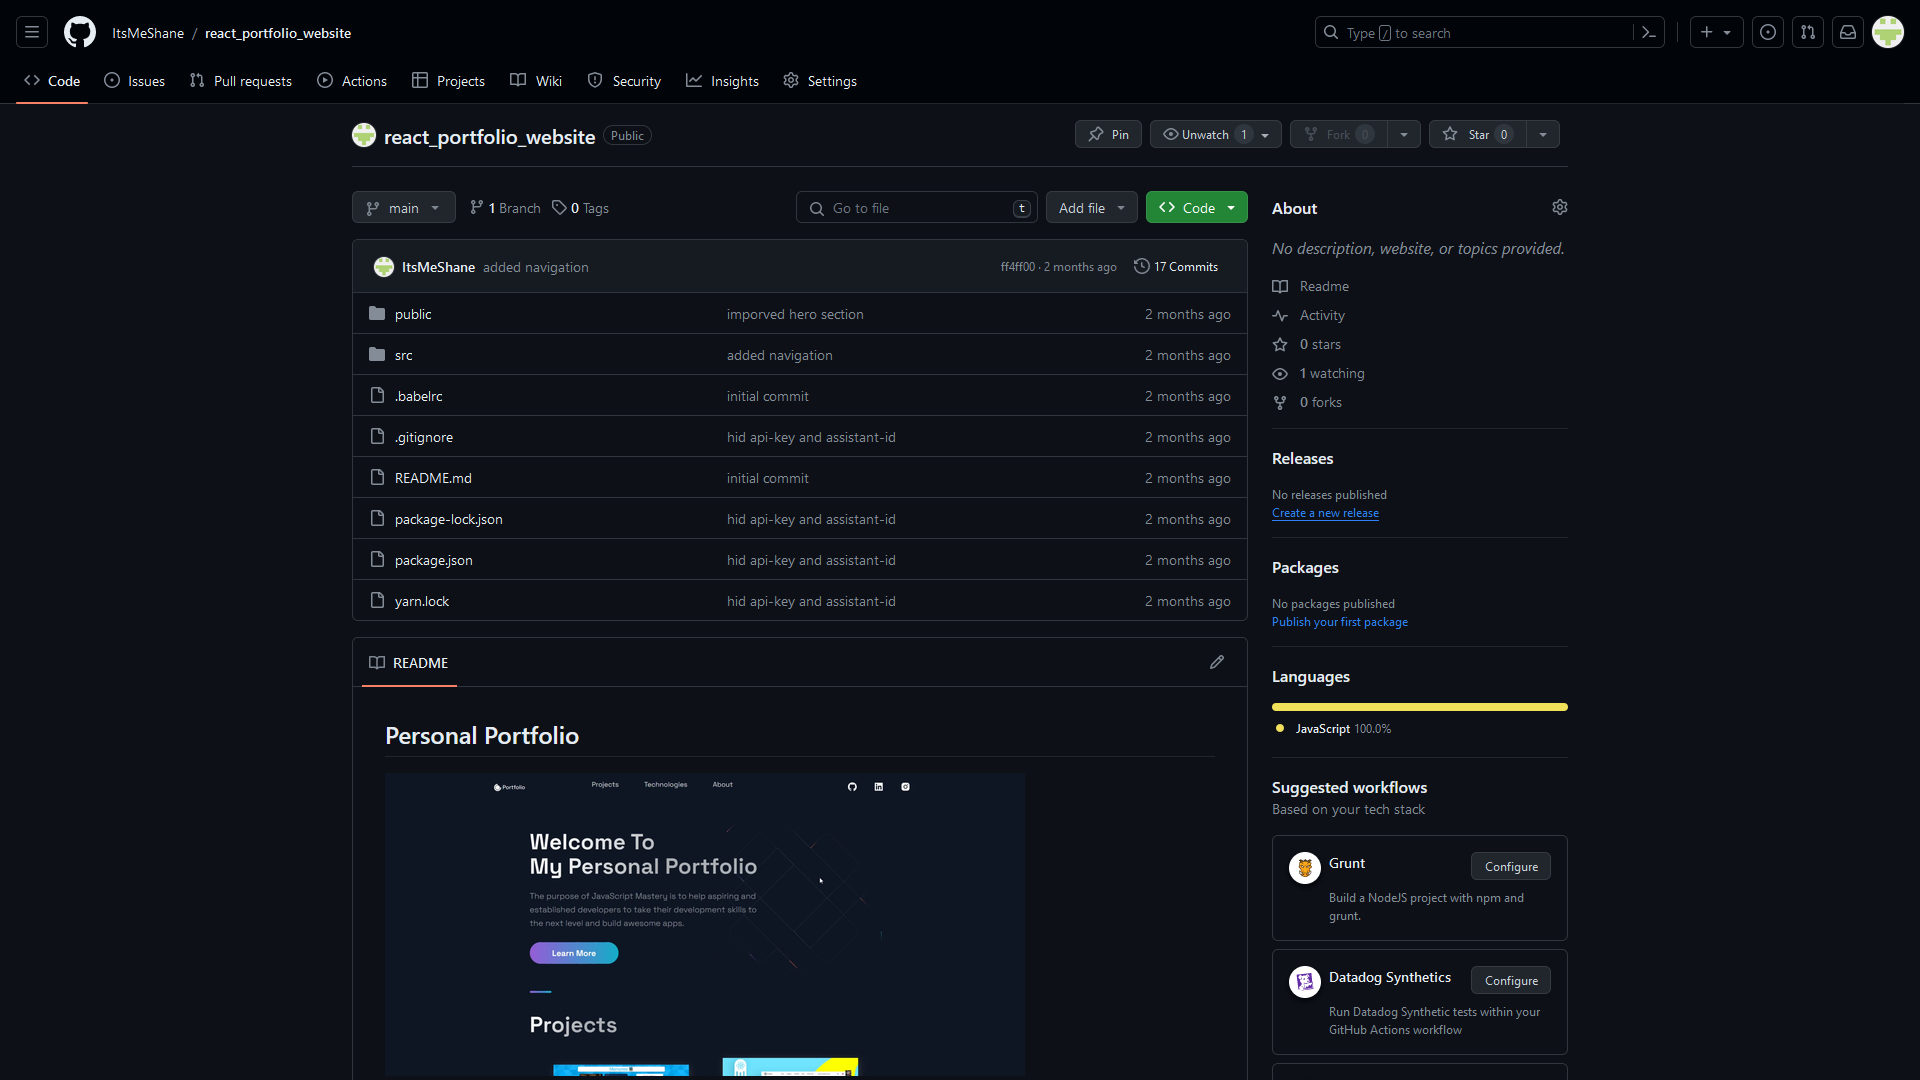 ItsMeShane / react_portfolio_website
Type / to search
Code
Issues
Pull requests
Actions
Projects
Wiki
Security
Insights
Settings
react_portfolio_website Public
Pin
Unwatch 1
Fork 0
Star 0
main
1 Branch
0 Tags
Go to file t
Add file
Code
ItsMeShane added navigation ff4ff00 · 2 months ago 17 Commits
public imporved hero section 2 months ago
src added navigation 2 months ago
.babelrc initial commit 2 months ago
.gitignore hid api-key and assistant-id 2 months ago
README.md initial commit 2 months ago
package-lock.json hid api-key and assistant-id 2 months ago
package.json hid api-key and assistant-id 2 months ago
yarn.lock hid api-key and assistant-id 2 months ago
README
Personal Portfolio
Portfolio
Projects
Technologies
About
Welcome To
My Personal Portfolio
The purpose of JavaScript Mastery is to help aspiring and
established developers to take their development skills to
the next level and build awesome apps.
Learn More
Projects
About
No description, website, or topics provided.
Readme
Activity
0 stars
1 watching
0 forks
Releases
No releases published
Create a new release
Packages
No packages published
Publish your first package
Languages
JavaScript 100.0%
Suggested workflows
Based on your tech stack
Grunt
Configure
Build a NodeJS project with npm and
grunt.
Datadog Synthetics
Configure
Run Datadog Synthetic tests within your
GitHub Actions workflow